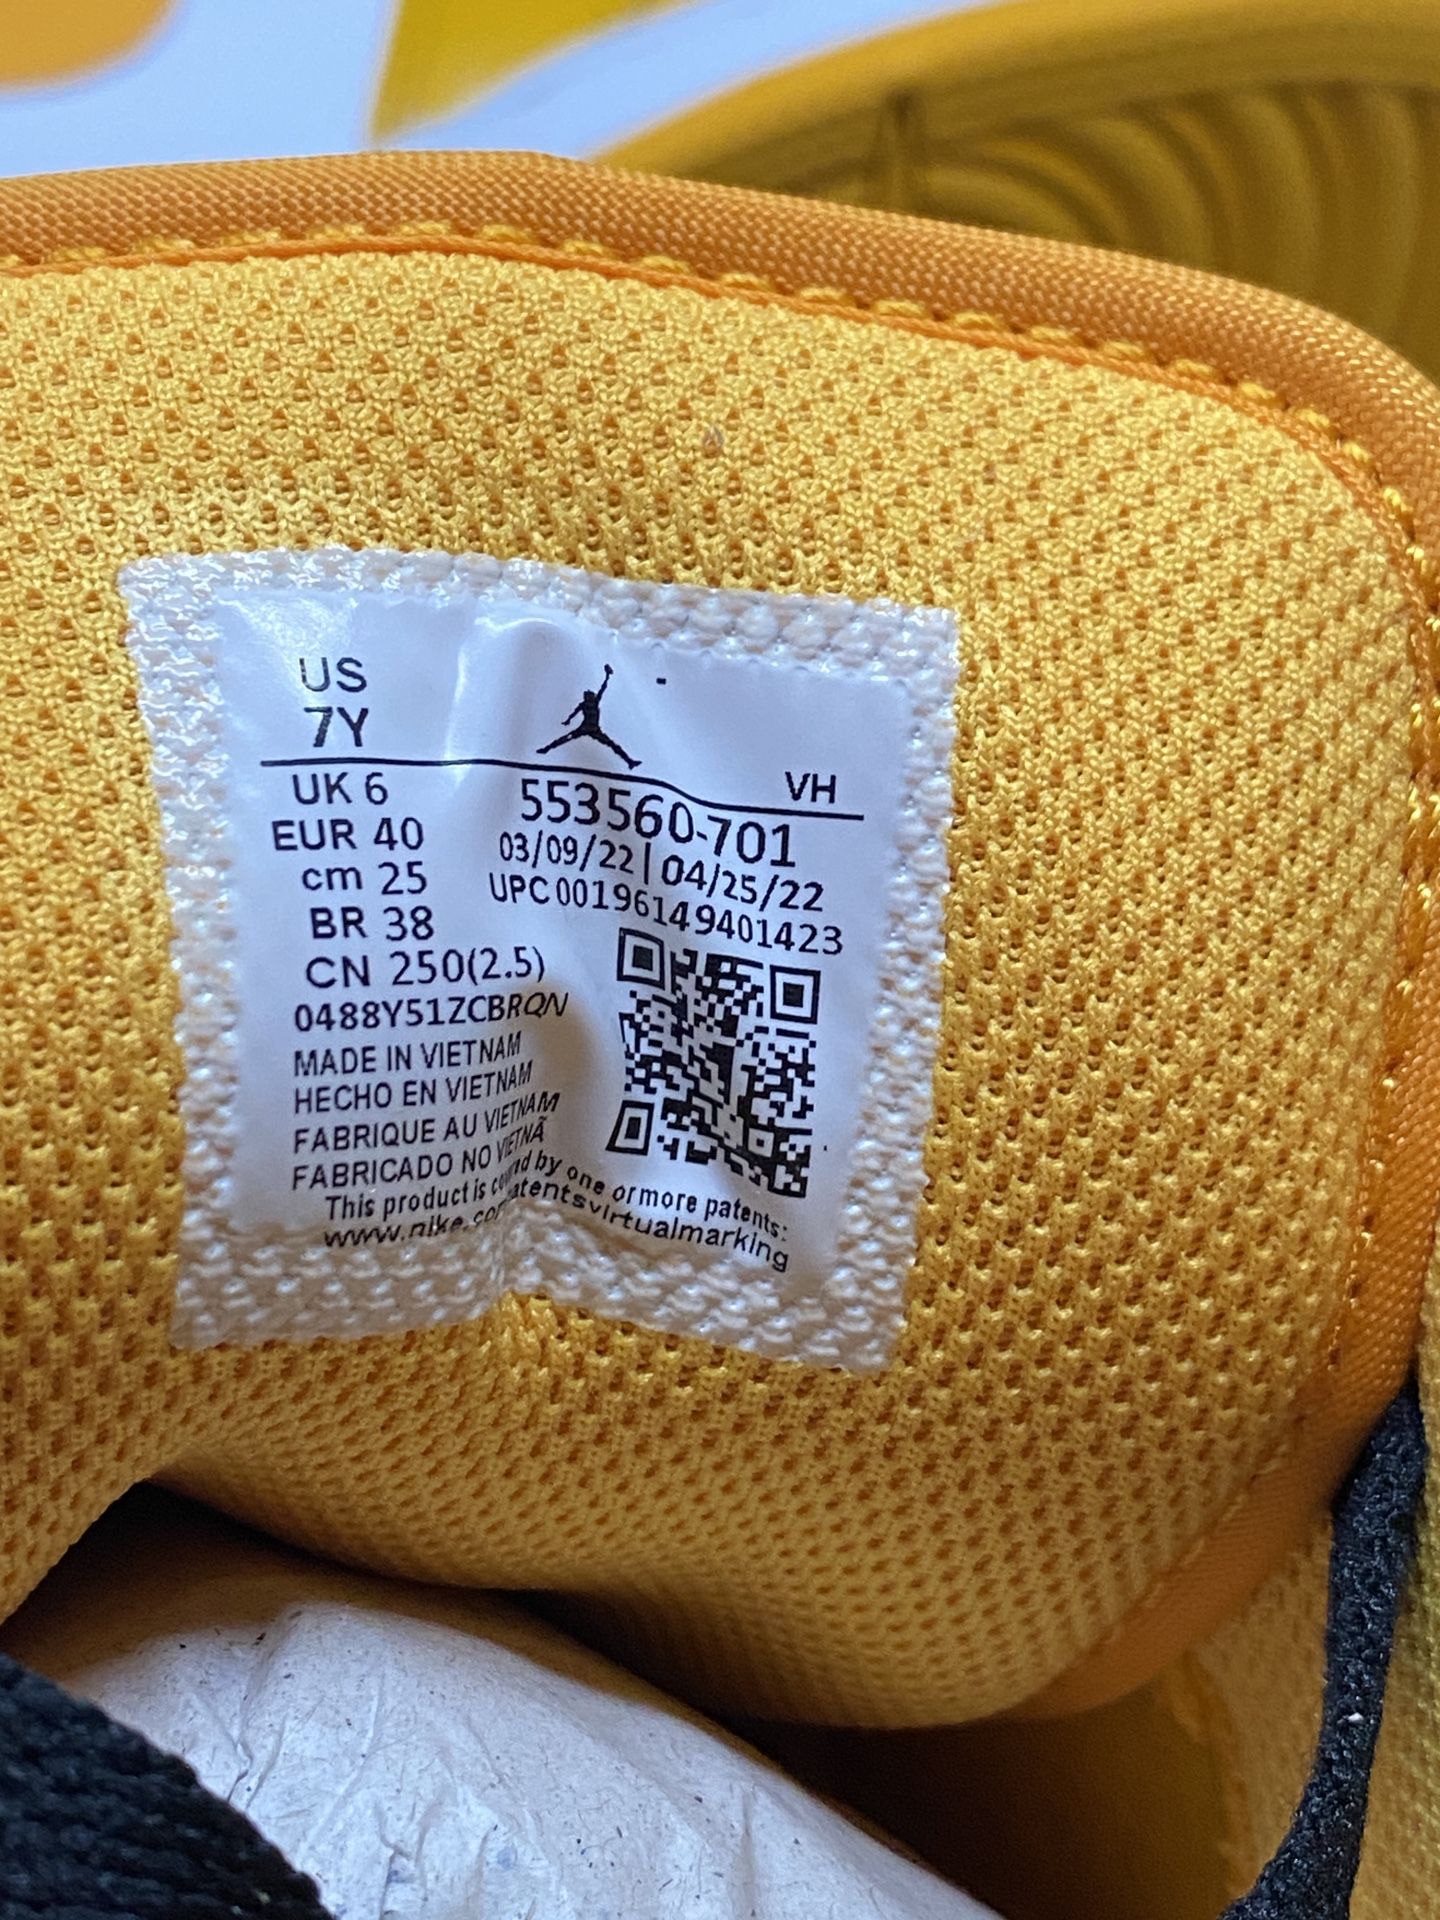 US
7Y
VH
UK 6
EUR 40
cm 25
BR 38
CN 250(2.5)
553560-701
03/09/22 | 04/25/22
UPC 00196149401423
0488Y51ZCBRQN
MADE IN VIETNAM
HECHO EN VIETNAM
FABRIQUE AU VIETNAM
FABRICADO NO VIETNÃ
This product is by one or more patents:
www.nike.com/patentsvirtualmarking